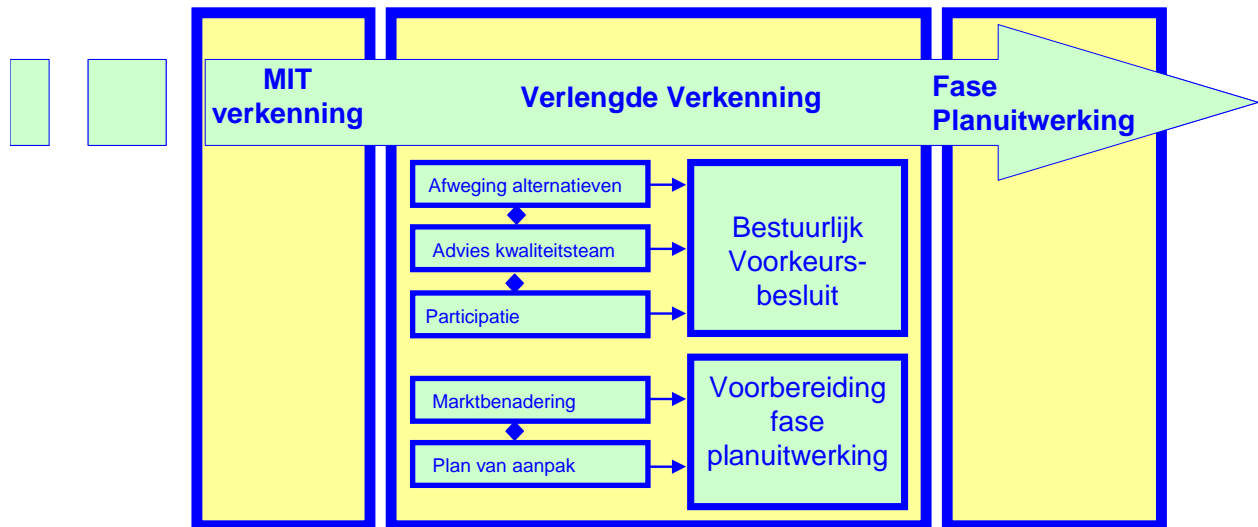 MIT
verkenning
Verlengde Verkenning
Fase
Planuitwerking
Afweging alternatieven
Advies kwaliteitsteam
Participatie
Bestuurlijk
Voorkeurs-
besluit
Marktbenadering
Plan van aanpak
Voorbereiding
fase
planuitwerking